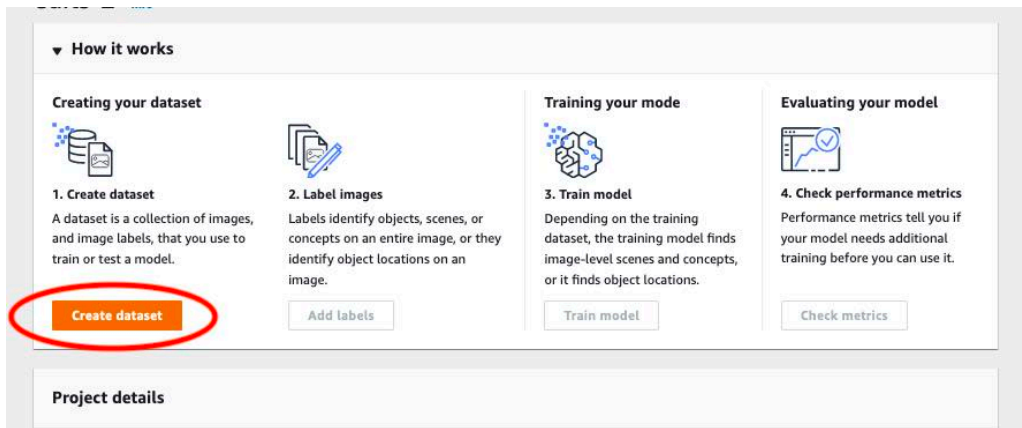 ▼ How it works
Creating your dataset
1. Create dataset
A dataset is a collection of images,
and image labels, that you use to
train or test a model.
Create dataset
2. Label images
Labels identify objects, scenes, or
concepts on an entire image, or they
identify object locations on an
image.
Add labels
Training your mode
3. Train model
Depending on the training
dataset, the training model finds
image-level scenes and concepts,
or it finds object locations.
Train model
Evaluating your model
4. Check performance metrics
Performance metrics tell you if
your model needs additional
training before you can use it.
Check metrics
Project details